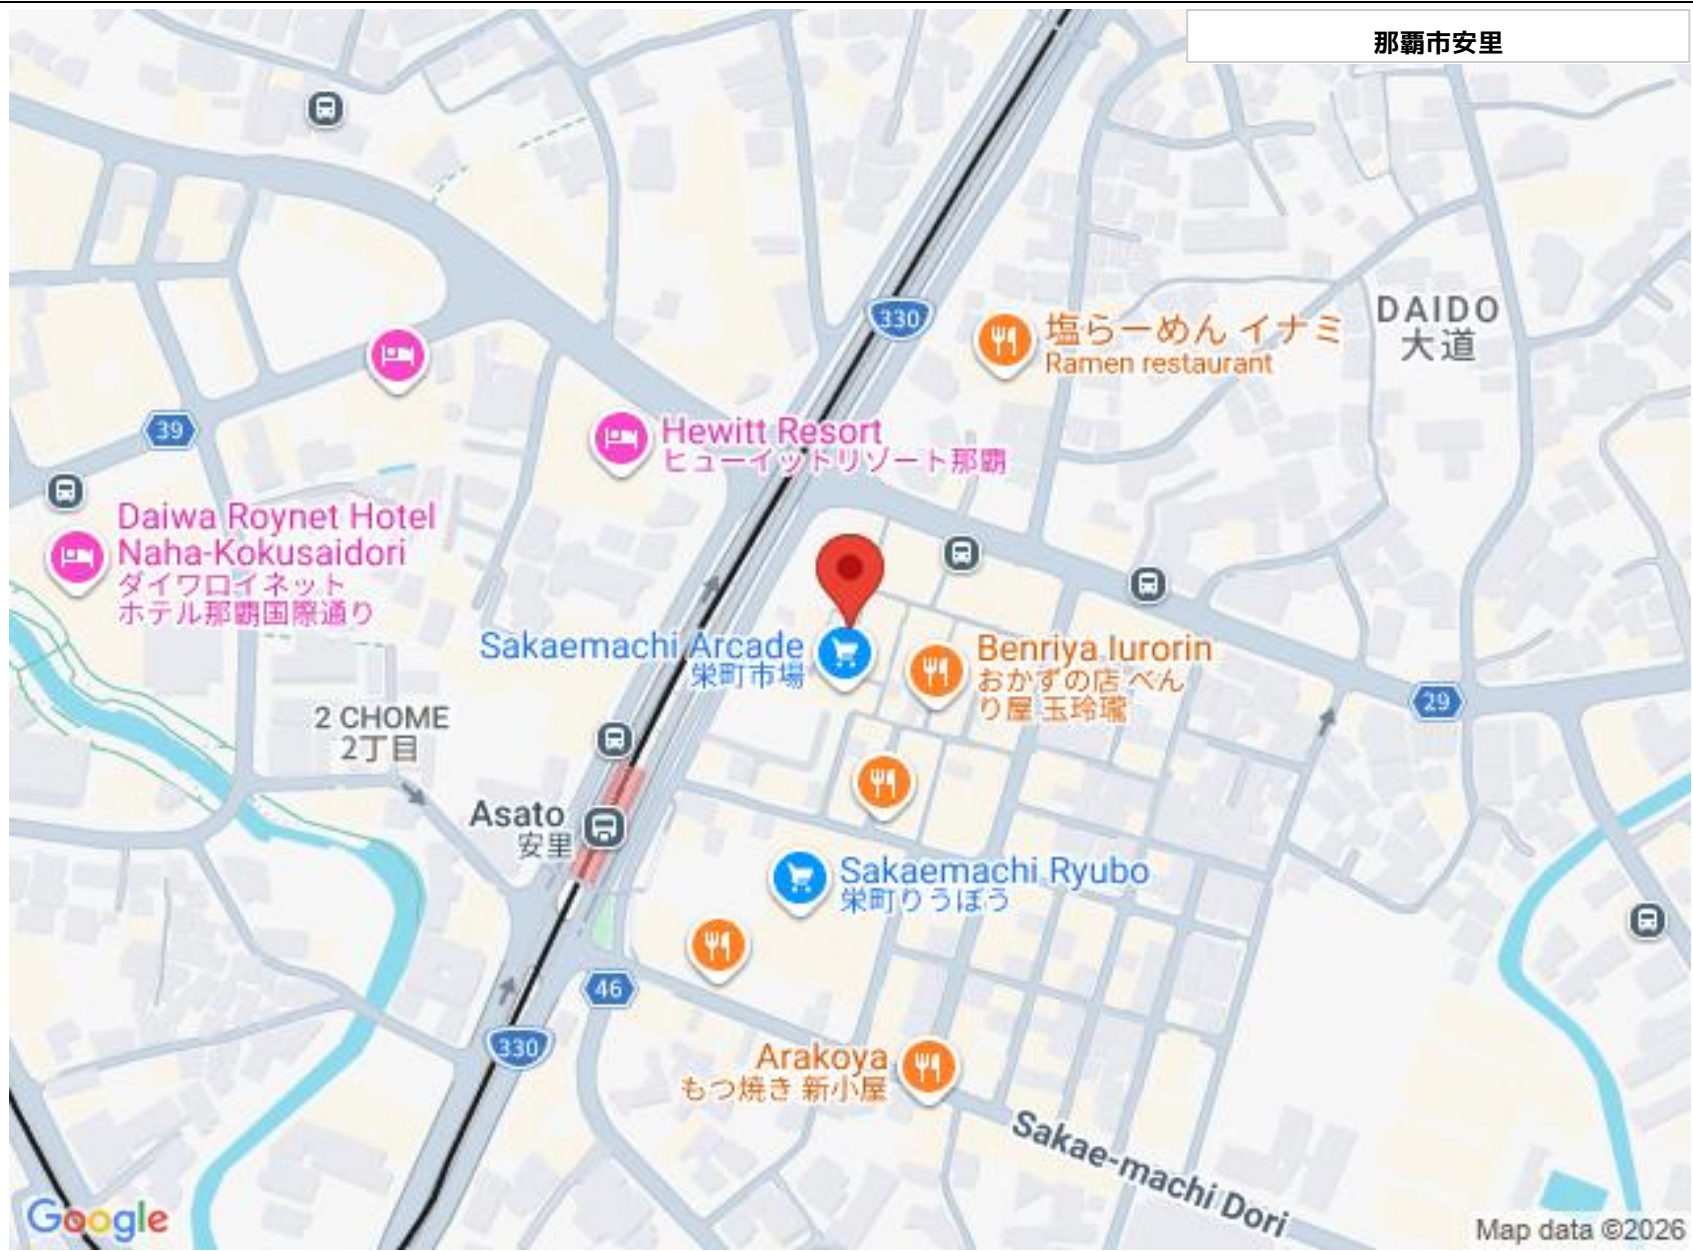 那覇市安里
330
塩らーめん イナミ
Ramen restaurant
DAIDO
大道
39
Hewitt Resort
ヒューイットリゾート那覇
Daiwa Roynet Hotel
Naha-Kokusaidori
ダイワロイネット
ホテル那覇国際通り
Sakaemachi Arcade
栄町市場
Benriya Iurorin
おかずの店 べん
り屋 玉玲瓏
29
2 CHOME
2丁目
Asato
安里
Sakaemachi Ryubo
栄町りうぼう
46
330
Arakoya
もつ焼き 新小屋
Sakae-machi Dori
Google
Map data ©2026